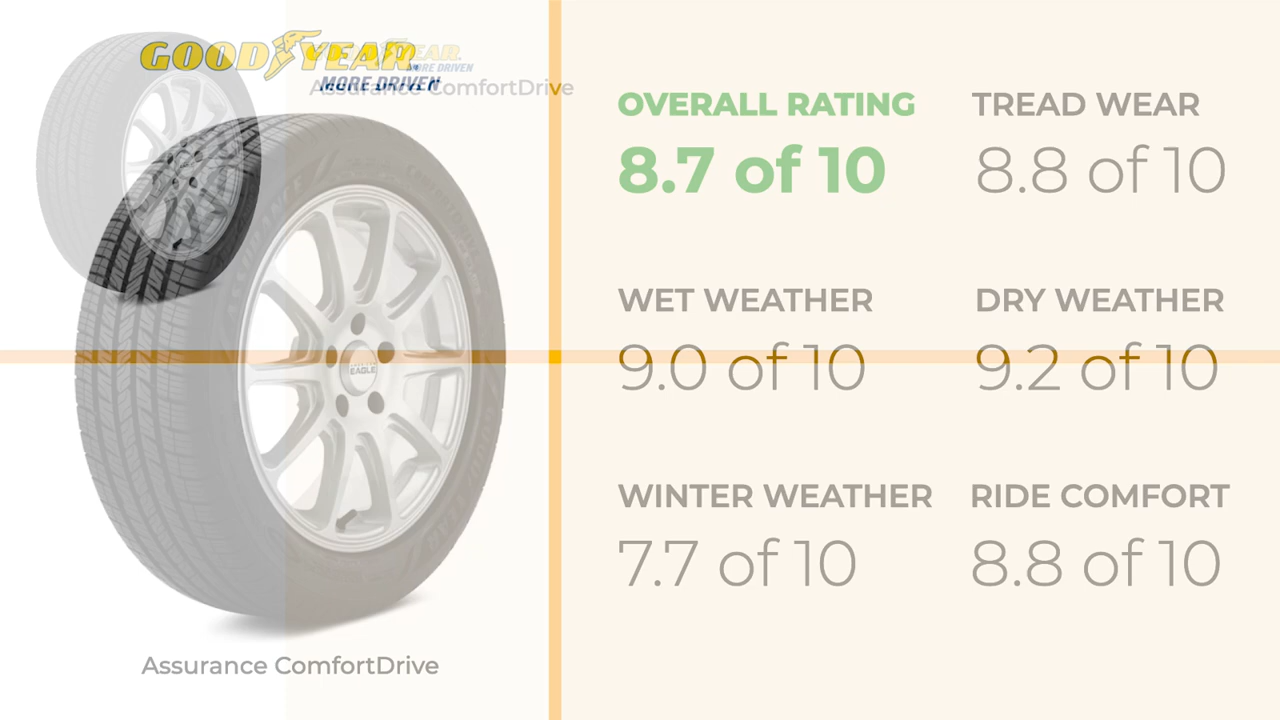 GOODYEAR
MORE DRIVEN
Assurance ComfortDrive
OVERALL RATING
8.7 of 10
TREAD WEAR
8.8 of 10
WET WEATHER
9.0 of 10
DRY WEATHER
9.2 of 10
EAGLE
WINTER WEATHER
7.7 of 10
RIDE COMFORT
8.8 of 10
Assurance ComfortDrive